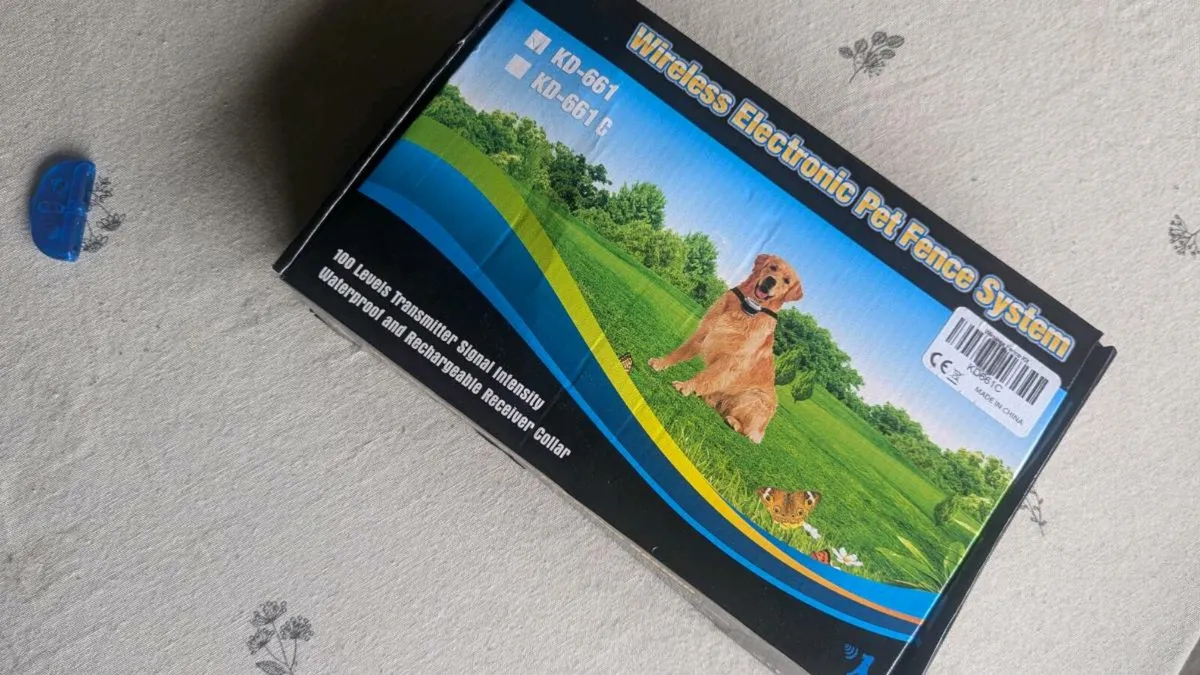 Wireless Electronic Pet Fence System
KD-661
KD-661 C
KD661C
CE
MADE IN CHINA
100 Levels Transmitter Signal Intensity
Waterproof and Rechargeable Receiver Collar